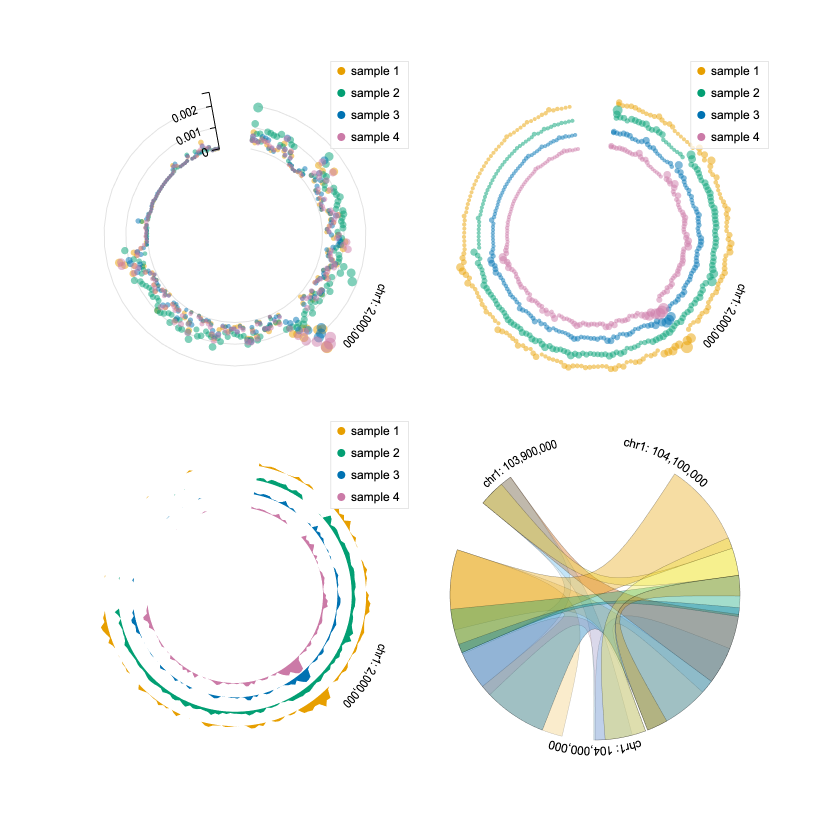 sample 1
sample 2
sample 3
sample 4
0.002
0.001
0
chr1: 2,000,000
sample 1
sample 2
sample 3
sample 4
chr1: 2,000,000
sample 1
sample 2
sample 3
sample 4
chr1: 2,000,000
chr1: 103,900,000
chr1: 104,100,000
chr1: 104,000,000